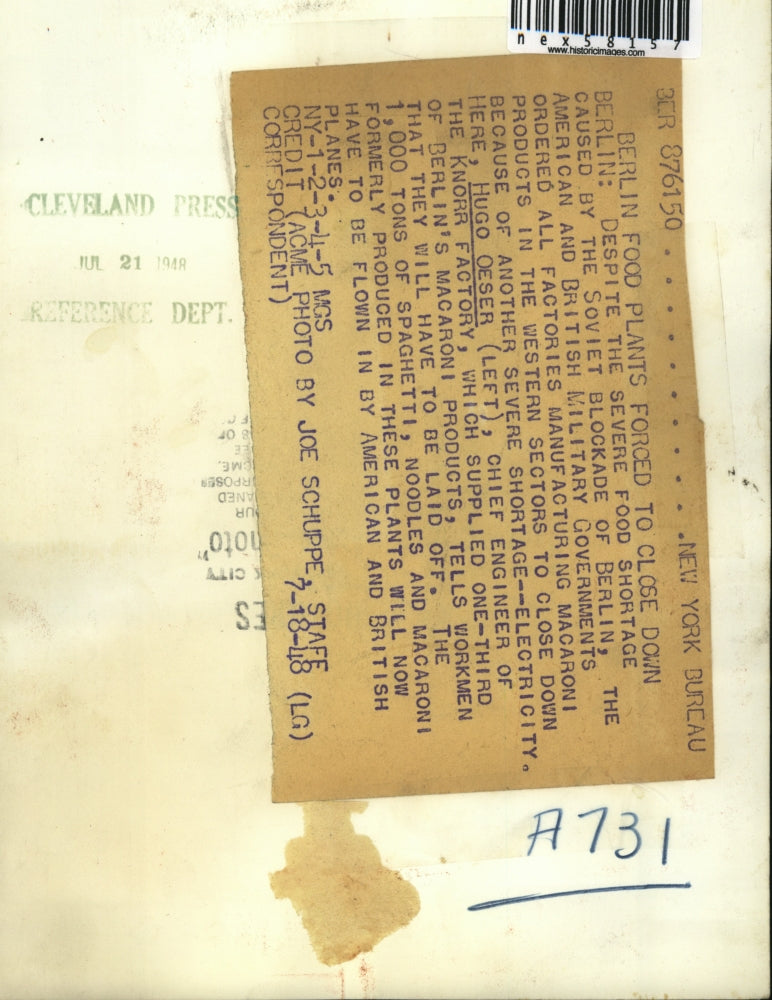 nex58157
www.historicimages.com
BER 876150 . . . . . . . . . . . . NEW YORK BUREAU
BERLIN FOOD PLANTS FORCED TO CLOSE DOWN
BERLIN: DESPITE THE SEVERE FOOD SHORTAGE
CAUSED BY THE SOVIET BLOCKADE OF BERLIN, THE
AMERICAN AND BRITISH MILITARY GOVERNMENTS
ORDERED ALL FACTORIES MANUFACTURING MACARONI
PRODUCTS IN THE WESTERN SECTORS TO CLOSE DOWN
BECAUSE OF ANOTHER SEVERE SHORTAGE--ELECTRICITY.
HERE, HUGO OESER (LEFT), CHIEF ENGINEER OF
THE KNORR FACTORY, WHICH SUPPLIED ONE-THIRD
OF BERLIN'S MACARONI PRODUCTS, TELLS WORKMEN
THAT THEY WILL HAVE TO BE LAID OFF. THE
1,000 TONS OF SPAGHETTI, NOODLES AND MACARONI
FORMERLY PRODUCED IN THESE PLANTS WILL NOW
HAVE TO BE FLOWN IN BY AMERICAN AND BRITISH
PLANES.
NY-1-2-3-4-5 MGS
CREDIT (ACME PHOTO BY JOE SCHUPPE, STAFF
CORRESPONDENT) 7-18-48 (LG)
CLEVELAND PRESS
JUL 21 1948
REFERENCE DEPT.
A731